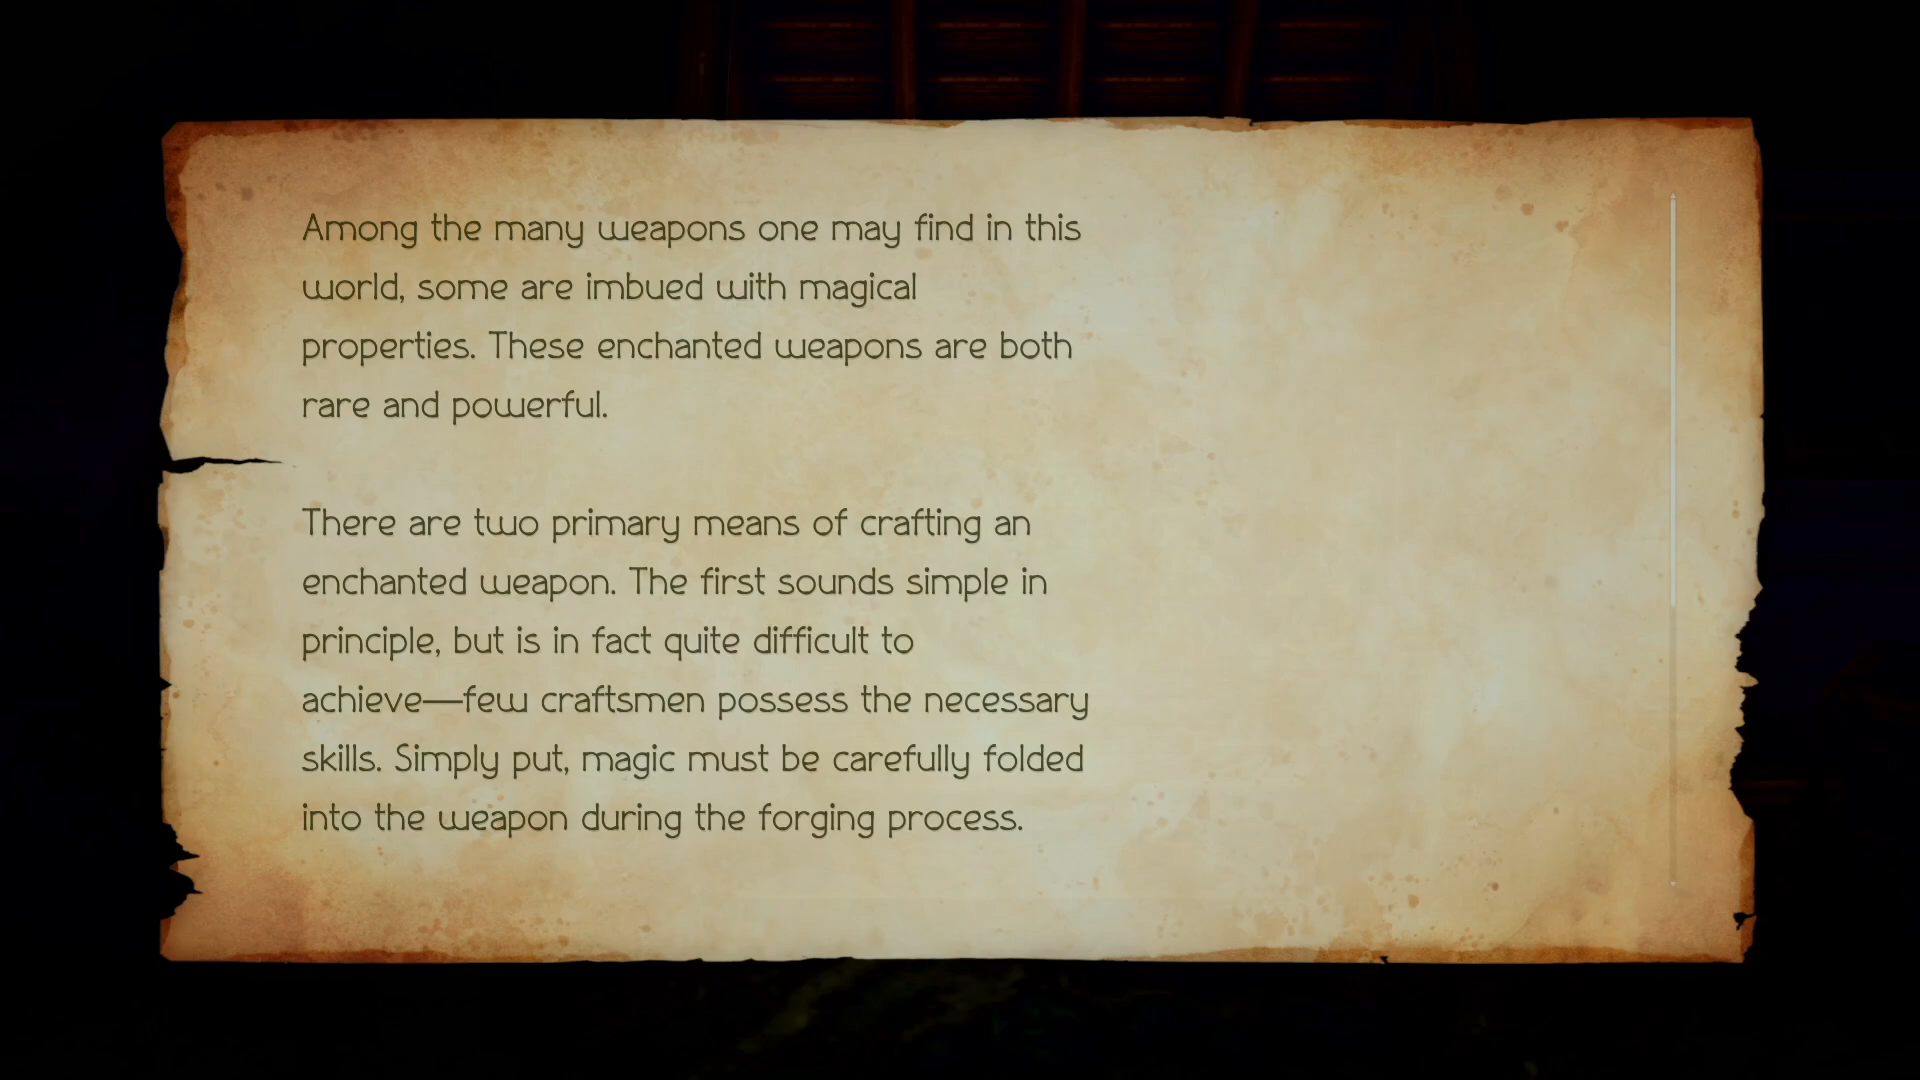 Among the many weapons one may find in this
world, some are imbued with magical
properties. These enchanted weapons are both
rare and powerful.
There are two primary means of crafting an
enchanted weapon. The first sounds simple in
principle, but is in fact quite difficult to
achieve—few craftsmen possess the necessary
skills. Simply put, magic must be carefully folded
into the weapon during the forging process.